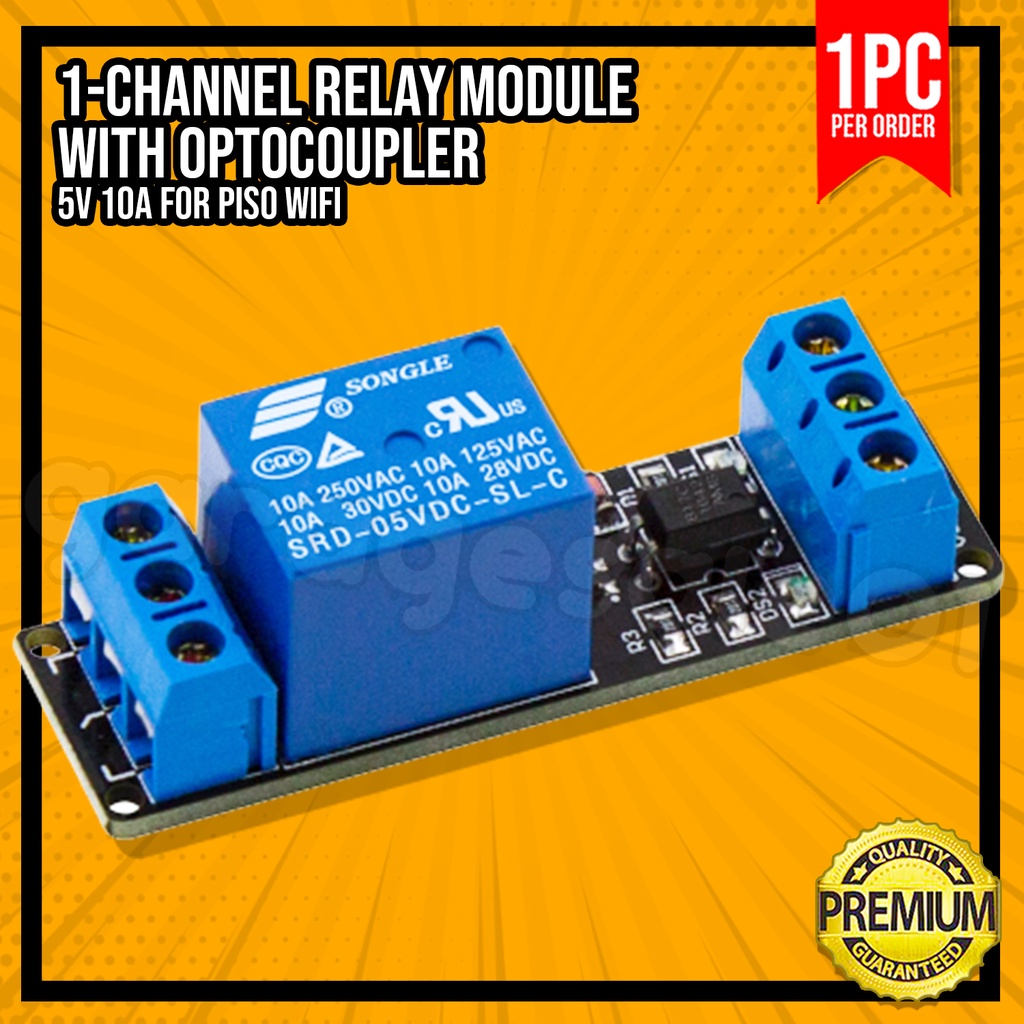 1-CHANNEL RELAY MODULE
WITH OPTOCOUPLER
5V 10A FOR PISO WIFI
1PC
PER ORDER
SONGLE
®
C US
CQC
10A 250VAC 10A 125VAC
10A 30VDC 10A 28VDC
SRD-05VDC-SL-C
R3
R2
DS2
QUALITY
PREMIUM
GUARANTEED